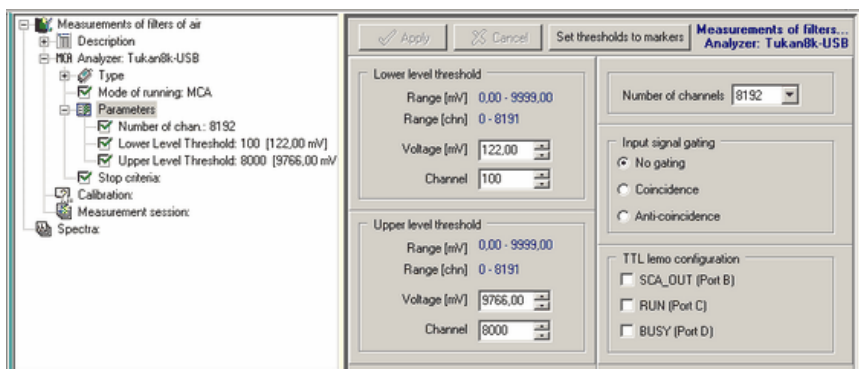 Measurements of filters of air
Description
MCA Analyzer: Tukan8k-USB
Type
Mode of running: MCA
Parameters
Number of chan.: 8192
Lower Level Threshold: 100 [122,00 mV]
Upper Level Threshold: 8000 [9766,00 mV
Stop criteria:
Calibration:
Measurement session:
Spectra:
Apply
Cancel
Set thresholds to markers
Measurements of filters...
Analyzer: Tukan8k-USB
Lower level threshold
Range [mV] 0,00 - 9999,00
Range [chn] 0 - 8191
Voltage [mV] 122,00
Channel 100
Upper level threshold
Range [mV] 0,00 - 9999,00
Range [chn] 0 - 8191
Voltage [mV] 9766,00
Channel 8000
Number of channels 8192
Input signal gating
No gating
Coincidence
Anti-coincidence
TTL lemo configuration
SCA_OUT (Port B)
RUN (Port C)
BUSY (Port D)